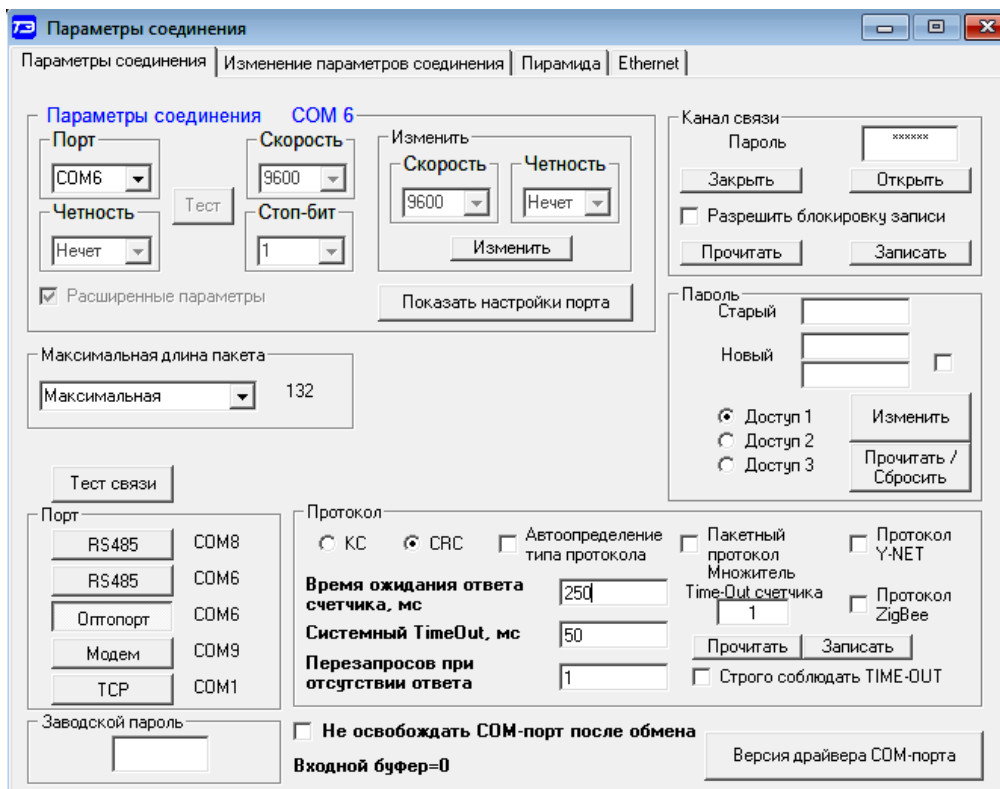 ТЭ Параметры соединения
Параметры соединения Изменение параметров соединения Пирамида Ethernet
Параметры соединения COM 6
Порт
COM6
Скорость
9600
Тест
Четность
Нечет
Стоп-бит
1
Расширенные параметры
Изменить
Скорость
9600
Четность
Нечет
Изменить
Показать настройки порта
Канал связи
Пароль
××××××
Закрыть
Открыть
Разрешить блокировку записи
Прочитать
Записать
Пароль
Старый
Новый
Доступ 1
Доступ 2
Доступ 3
Изменить
Прочитать /
Сбросить
Максимальная длина пакета
Максимальная
132
Тест связи
Порт
RS485 COM8
RS485 COM6
Оптопорт COM6
Модем COM9
TCP COM1
Протокол
КС
CRC
Автоопределение
типа протокола
Пакетный
протокол
Протокол
Y-NET
Множитель
Time-Out счетчика
1
Протокол
ZigBee
Время ожидания ответа
счетчика, мс
250
Системный TimeOut, мс
50
Перезапросов при
отсутствии ответа
1
Прочитать
Записать
Строго соблюдать TIME-OUT
Заводской пароль
Не освобождать COM-порт после обмена
Входной буфер=0
Версия драйвера COM-порта